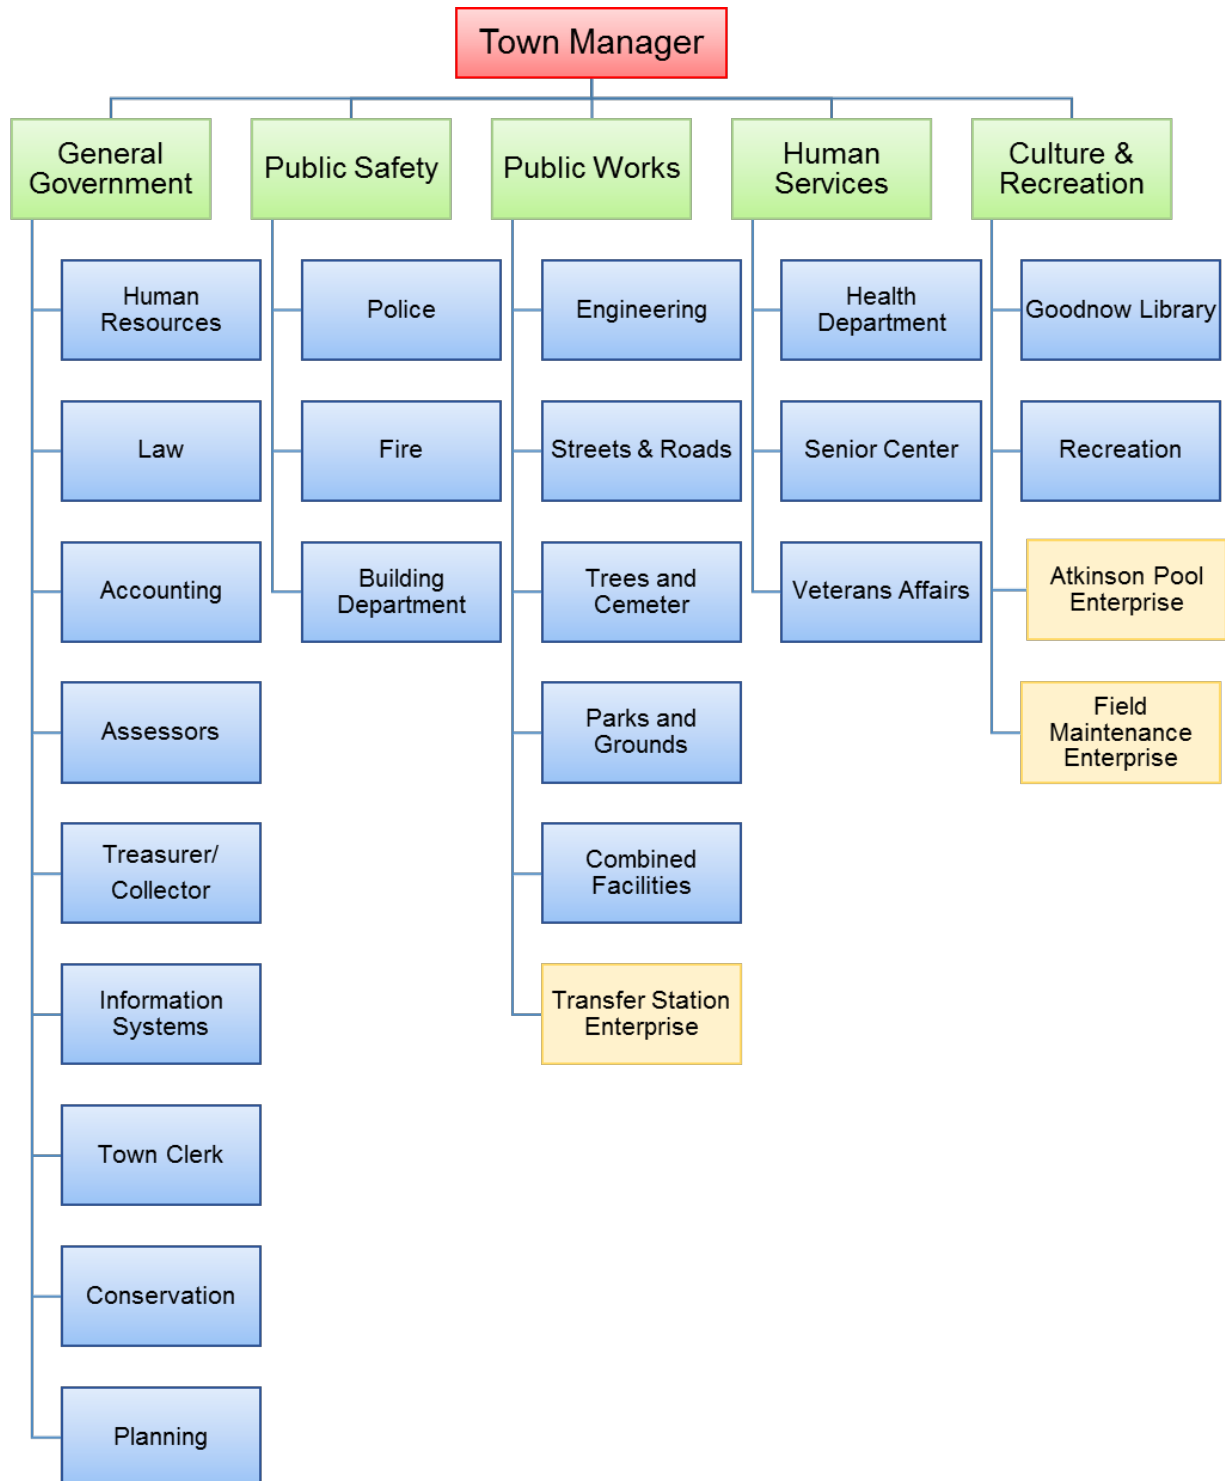 Town Manager
General
Government
Public Safety
Public Works
Human
Services
Culture &
Recreation
Human
Resources
Law
Accounting
Assessors
Treasurer/
Collector
Information
Systems
Town Clerk
Conservation
Planning
Police
Fire
Building
Department
Engineering
Streets & Roads
Trees and
Cemeter
Parks and
Grounds
Combined
Facilities
Transfer Station
Enterprise
Health
Department
Senior Center
Veterans Affairs
Goodnow Library
Recreation
Atkinson Pool
Enterprise
Field
Maintenance
Enterprise